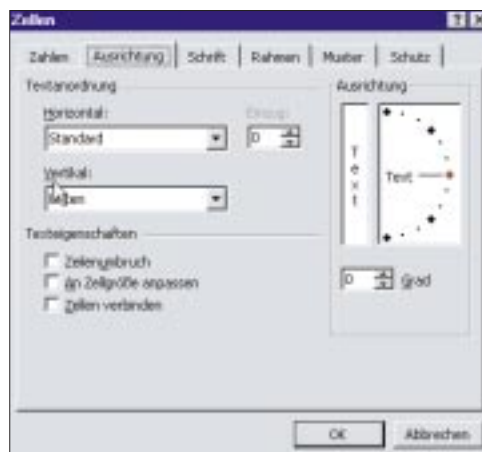 Zellen
Zahlen Ausrichtung Schrift Rahmen Muster Schutz
Textanordnung
Horizontal: Einzug:
Standard 0
Vertikal:
Texteigenschaften
Zeilenumbruch
An Zellgröße anpassen
Zellen verbinden
Ausrichtung
Text
Text
0 Grad
OK Abbrechen